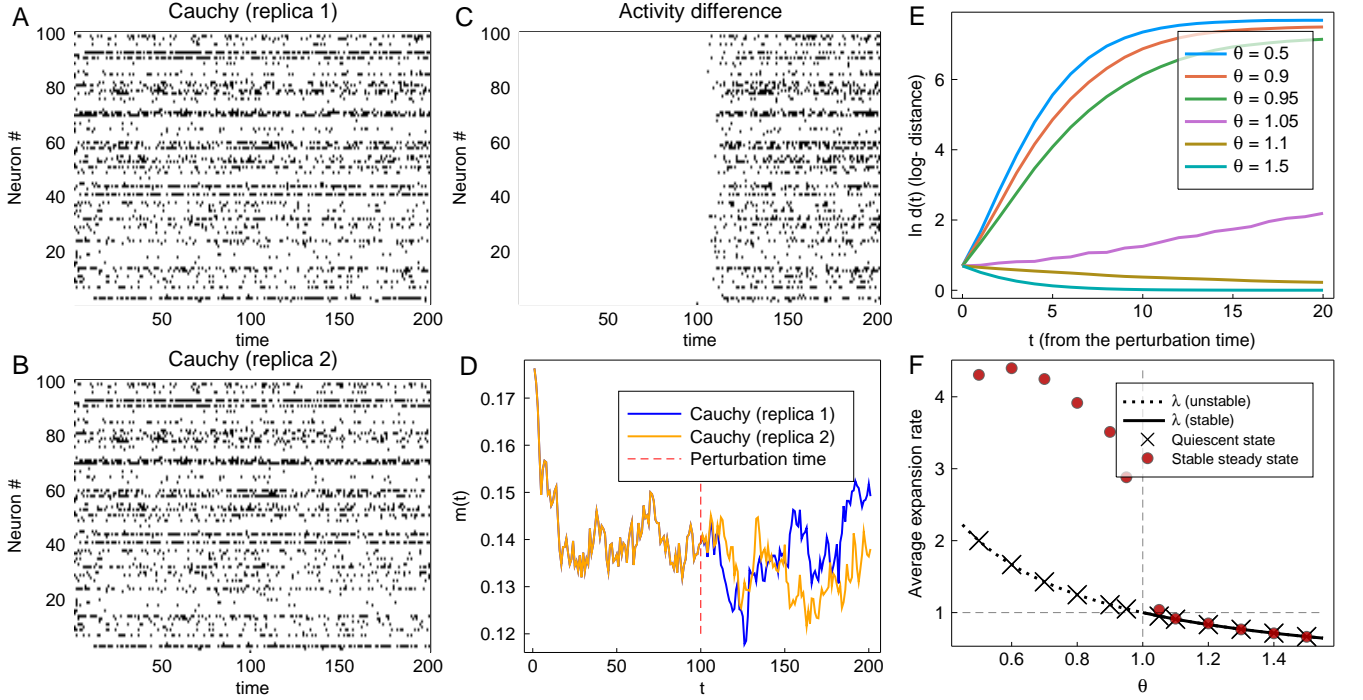 A
Cauchy (replica 1)
Neuron #
100
80
60
40
20
50
100
150
200
time
B
Cauchy (replica 2)
Neuron #
100
80
60
40
20
50
100
150
200
time
C
Activity difference
Neuron #
100
80
60
40
20
50
100
150
200
time
D
m(t)
0.17
0.16
0.15
0.14
0.13
0.12
0
50
100
150
200
t
Cauchy (replica 1)
Cauchy (replica 2)
Perturbation time
E
ln d(t) (log- distance)
6
4
2
0
0
5
10
15
20
t (from the perturbation time)
θ = 0.5
θ = 0.9
θ = 0.95
θ = 1.05
θ = 1.1
θ = 1.5
F
Average expansion rate
4
3
2
1
0.6
0.8
1.0
1.2
1.4
θ
λ (unstable)
λ (stable)
Quiescent state
Stable steady state